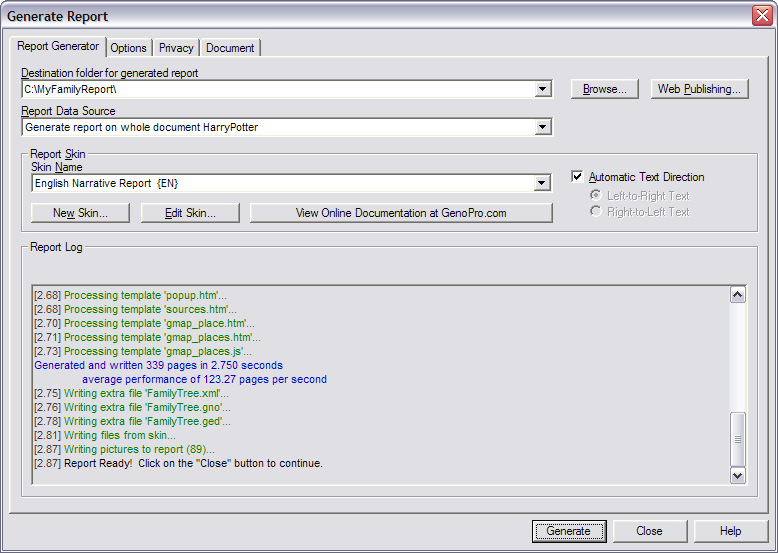 Generate Report
Report Generator Options Privacy Document
Destination folder for generated report
C:\MyFamilyReport\ Browse... Web Publishing...
Report Data Source
Generate report on whole document HarryPotter
Report Skin
Skin Name
English Narrative Report {EN} Automatic Text Direction
Left-to-Right Text
New Skin... Edit Skin... View Online Documentation at GenoPro.com Right-to-Left Text
Report Log
[2.68] Processing template 'popup.htm'...
[2.68] Processing template 'sources.htm'...
[2.70] Processing template 'gmap_place.htm'...
[2.71] Processing template 'gmap_places.htm'...
[2.73] Processing template 'gmap_places.js'...
Generated and written 339 pages in 2.750 seconds
average performance of 123.27 pages per second
[2.75] Writing extra file 'FamilyTree.xml'...
[2.76] Writing extra file 'FamilyTree.gno'...
[2.78] Writing extra file 'FamilyTree.ged'...
[2.81] Writing files from skin...
[2.87] Writing pictures to report (89)...
[2.87] Report Ready! Click on the "Close" button to continue.
Generate Close Help